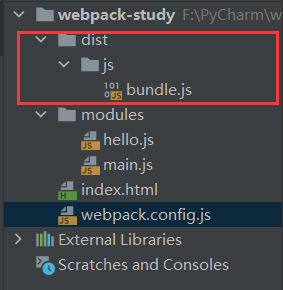 webpack-study F:\PyCharm\w
dist
js
bundle.js
modules
hello.js
main.js
index.html
webpack.config.js
External Libraries
Scratches and Consoles